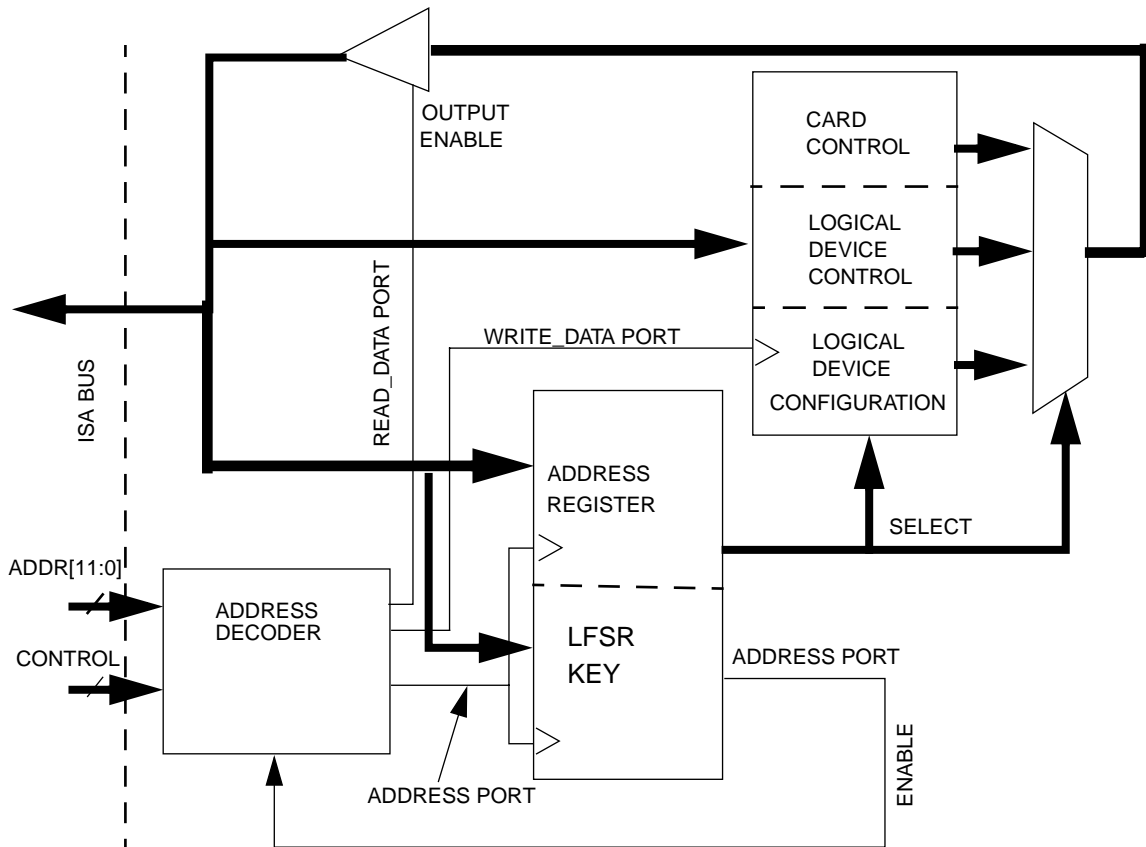 OUTPUT
ENABLE
CARD
CONTROL
LOGICAL
DEVICE
CONTROL
LOGICAL
DEVICE
CONFIGURATION
READ_DATA PORT
WRITE_DATA PORT
ISA BUS
ADDRESS
REGISTER
SELECT
ADDR[11:0]
CONTROL
ADDRESS
DECODER
LFSR
KEY
ADDRESS PORT
ADDRESS PORT
ENABLE